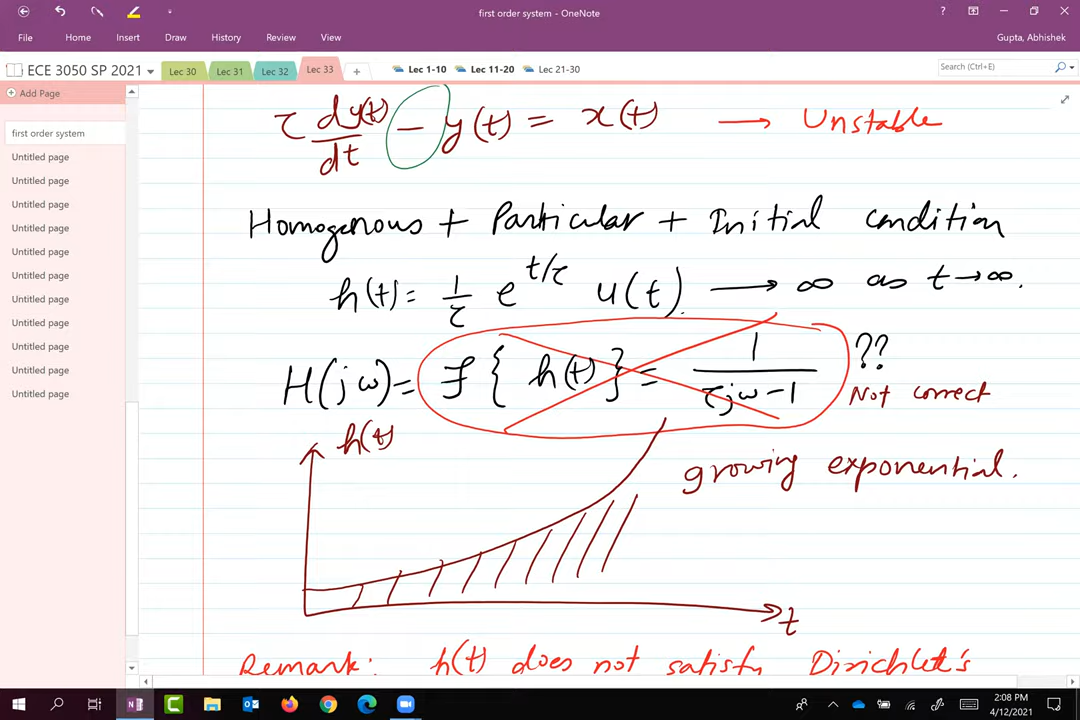 first order system - OneNote
?
Gupta, Abhishek
File Home Insert Draw History Review View
ECE 3050 SP 2021 Lec 30 Lec 31 Lec 32 Lec 33 + Lec 1-10 Lec 11-20 Lec 21-30
Search (Ctrl+E)
Add Page
first order system
Untitled page
Untitled page
Untitled page
Untitled page
Untitled page
Untitled page
Untitled page
Untitled page
Untitled page
Untitled page
Untitled page
τ dy(t)/dt − y(t) = x(t) → Unstable
Homogenous + Particular + Initial condition
h(t) = 1/τ e^{t/τ} u(t). → ∞ as t → ∞.
H(jω) = ℱ{h(t)} = 1/(τjω − 1) ??
Not correct
h(t)
growing exponential.
t
Remark: h(t) does not satisfy Dirichlet's
2:08 PM
4/12/2021